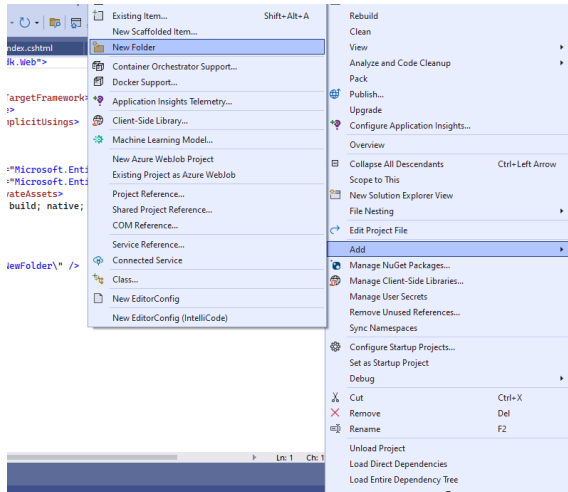 Existing Item... Shift+Alt+A
New Scaffolded Item...
New Folder
Container Orchestrator Support...
Docker Support...
Application Insights Telemetry...
Client-Side Library...
Machine Learning Model...
New Azure WebJob Project
Existing Project as Azure WebJob
Project Reference...
Shared Project Reference...
COM Reference...
Service Reference...
Connected Service
Class...
New EditorConfig
New EditorConfig (IntelliCode)
Rebuild
Clean
View
Analyze and Code Cleanup
Pack
Publish...
Upgrade
Configure Application Insights...
Overview
Collapse All Descendants Ctrl+Left Arrow
Scope to This
New Solution Explorer View
File Nesting
Edit Project File
Add
Manage NuGet Packages...
Manage Client-Side Libraries...
Manage User Secrets
Remove Unused References...
Sync Namespaces
Configure Startup Projects...
Set as Startup Project
Debug
Cut Ctrl+X
Remove Del
Rename F2
Unload Project
Load Direct Dependencies
Load Entire Dependency Tree
ndex.cshtml
dk.Web">
TargetFramework>
e>
mplicitUsings>
="Microsoft.Enti
="Microsoft.Enti
vateAssets>
build; native;
NewFolder\" />
Ln: 1 Ch: 1